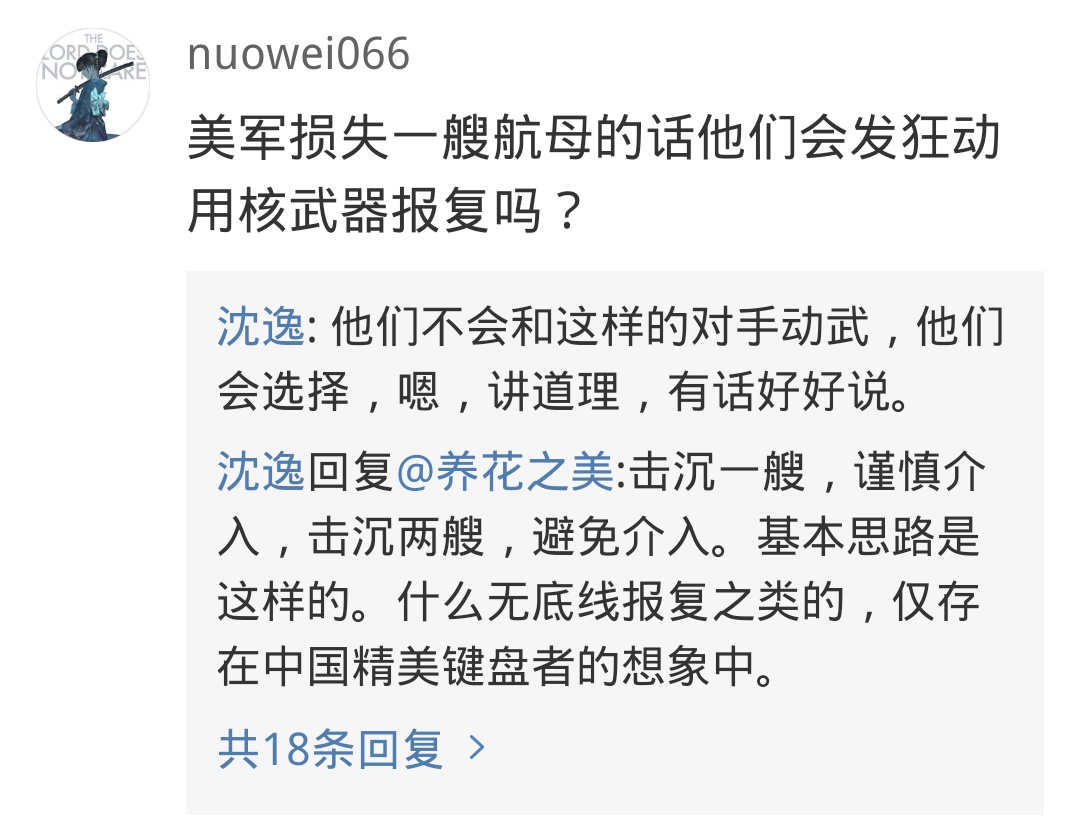 THE
LORD DOES
NOT CARE
nuowei066
美军损失一艘航母的话他们会发狂动
用核武器报复吗？
沈逸: 他们不会和这样的对手动武，他们
会选择，嗯，讲道理，有话好好说。
沈逸回复@养花之美:击沉一艘，谨慎介
入，击沉两艘，避免介入。基本思路是
这样的。什么无底线报复之类的，仅存
在中国精美键盘者的想象中。
共18条回复 >